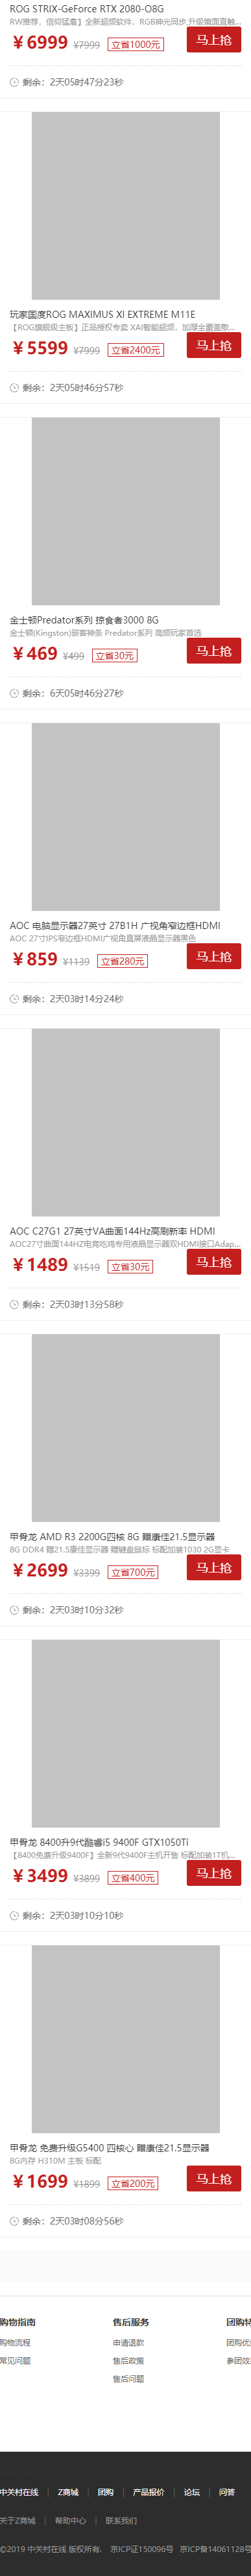 ROG STRIX-GeForce RTX 2080-O8G
RW推荐，信仰猛禽】全新超频软件，RGB神光同步,升级镜面直触...
¥6999 ¥7999 立省1000元 马上抢
剩余：2天05时47分23秒
玩家国度ROG MAXIMUS XI EXTREME M11E
【ROG旗舰级主板】正品授权专卖 XAI智能超频、加厚全覆盖散...
¥5599 ¥7999 立省2400元 马上抢
剩余：2天05时46分57秒
金士顿Predator系列 掠食者3000 8G
金士顿(Kingston)骇客神条 Predator系列 高频玩家首选
¥469 ¥499 立省30元 马上抢
剩余：6天05时46分27秒
AOC 电脑显示器27英寸 27B1H 广视角窄边框HDMI
AOC 27寸IPS窄边框HDMI广视角直屏液晶显示器黑色
¥859 ¥1139 立省280元 马上抢
剩余：2天03时14分24秒
AOC C27G1 27英寸VA曲面144Hz高刷新率 HDMI
AOC27寸曲面144HZ电竞吃鸡专用液晶显示器双HDMI接口Adap...
¥1489 ¥1519 立省30元 马上抢
剩余：2天03时13分58秒
甲骨龙 AMD R3 2200G四核 8G 赠康佳21.5显示器
8G DDR4 赠21.5康佳显示器 赠键盘鼠标 标配加装1030 2G显卡
¥2699 ¥3399 立省700元 马上抢
剩余：2天03时10分32秒
甲骨龙 8400升9代酷睿i5 9400F GTX1050Ti
【8400免费升级9400F】全新9代9400F主机开售 标配加装1T机...
¥3499 ¥3899 立省400元 马上抢
剩余：2天03时10分10秒
甲骨龙 免费升级G5400 四核心 赠康佳21.5显示器
8G内存 H310M 主板 标配
¥1699 ¥1899 立省200元 马上抢
剩余：2天03时08分56秒
购物指南 售后服务 团购特
购物流程 申请退款 团购优
常见问题 售后政策 参团效
售后问题
中关村在线 | Z商城 | 团购 | 产品报价 | 论坛 | 问答
关于Z商城 | 帮助中心 | 联系我们
©2019 中关村在线 版权所有. 京ICP证150096号 京ICP备14061128号